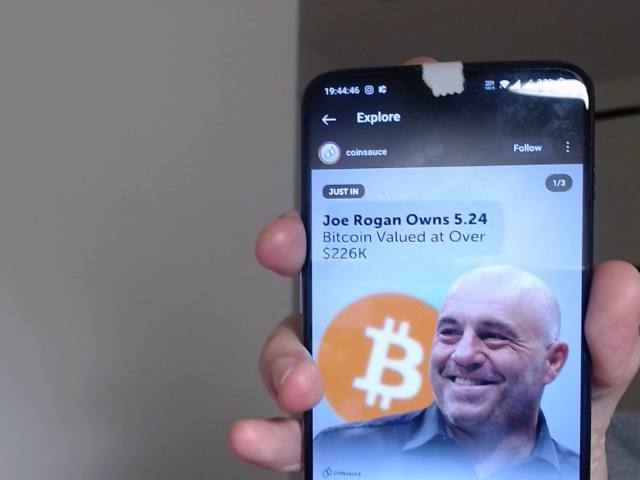 19:44:46
Explore
coinsauce
Follow
JUST IN
1/3
Joe Rogan Owns 5.24
Bitcoin Valued at Over
$226K
COINSAUCE